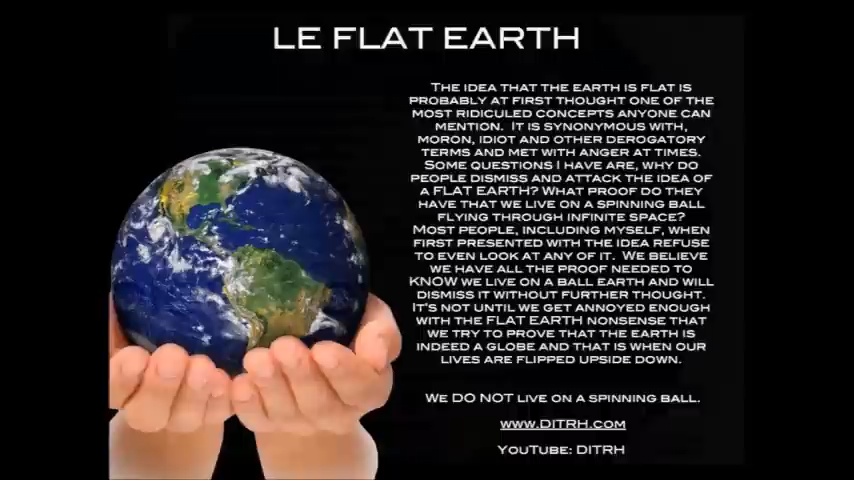 LE FLAT EARTH
THE IDEA THAT THE EARTH IS FLAT IS
PROBABLY AT FIRST THOUGHT ONE OF THE
MOST RIDICULED CONCEPTS ANYONE CAN
MENTION. IT IS SYNONYMOUS WITH,
MORON, IDIOT AND OTHER DEROGATORY
TERMS AND MET WITH ANGER AT TIMES.
SOME QUESTIONS I HAVE ARE, WHY DO
PEOPLE DISMISS AND ATTACK THE IDEA OF
A FLAT EARTH? WHAT PROOF DO THEY
HAVE THAT WE LIVE ON A SPINNING BALL
FLYING THROUGH INFINITE SPACE?
MOST PEOPLE, INCLUDING MYSELF, WHEN
FIRST PRESENTED WITH THE IDEA REFUSE
TO EVEN LOOK AT ANY OF IT. WE BELIEVE
WE HAVE ALL THE PROOF NEEDED TO
KNOW WE LIVE ON A BALL EARTH AND WILL
DISMISS IT WITHOUT FURTHER THOUGHT.
IT'S NOT UNTIL WE GET ANNOYED ENOUGH
WITH THE FLAT EARTH NONSENSE THAT
WE TRY TO PROVE THAT THE EARTH IS
INDEED A GLOBE AND THAT IS WHEN OUR
LIVES ARE FLIPPED UPSIDE DOWN.
WE DO NOT LIVE ON A SPINNING BALL.
WWW.DITRH.COM
YOUTUBE: DITRH